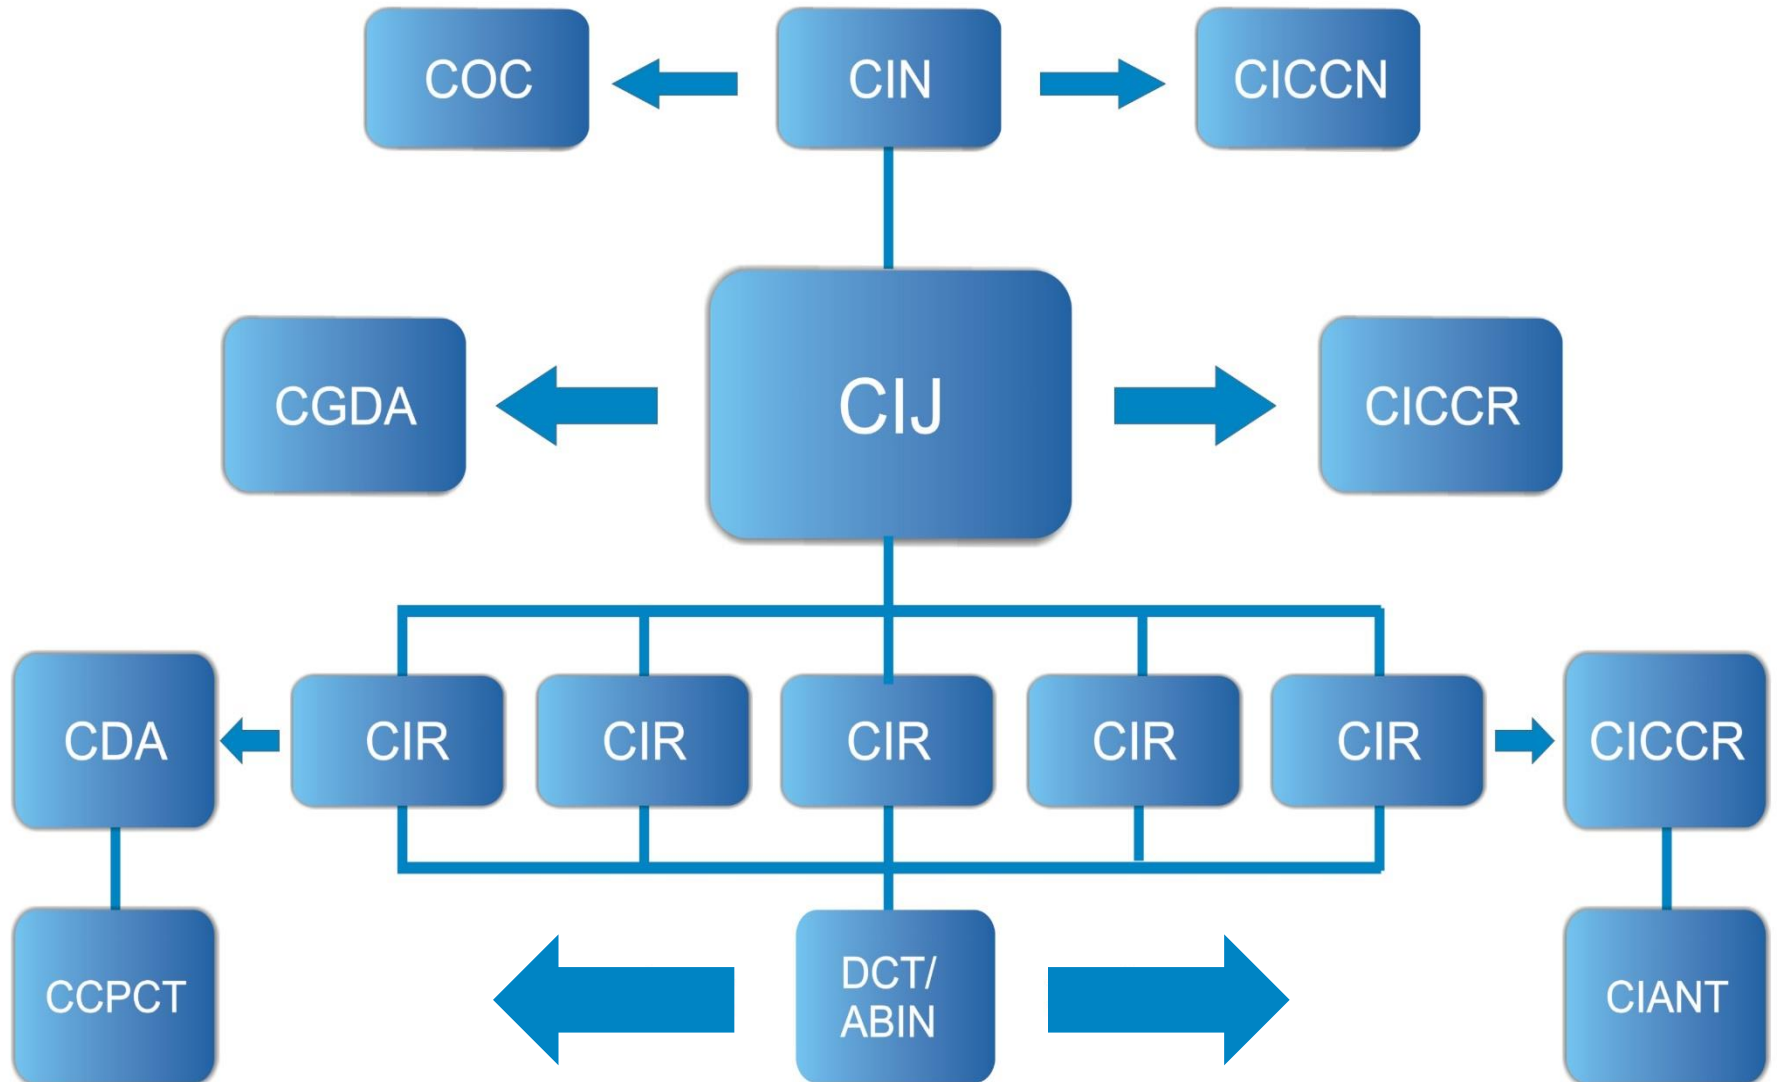 COC
CIN
CICCN
CGDA
CIJ
CICCR
CDA
CIR
CIR
CIR
CIR
CIR
CICCR
CCPCT
DCT/
ABIN
CIANT